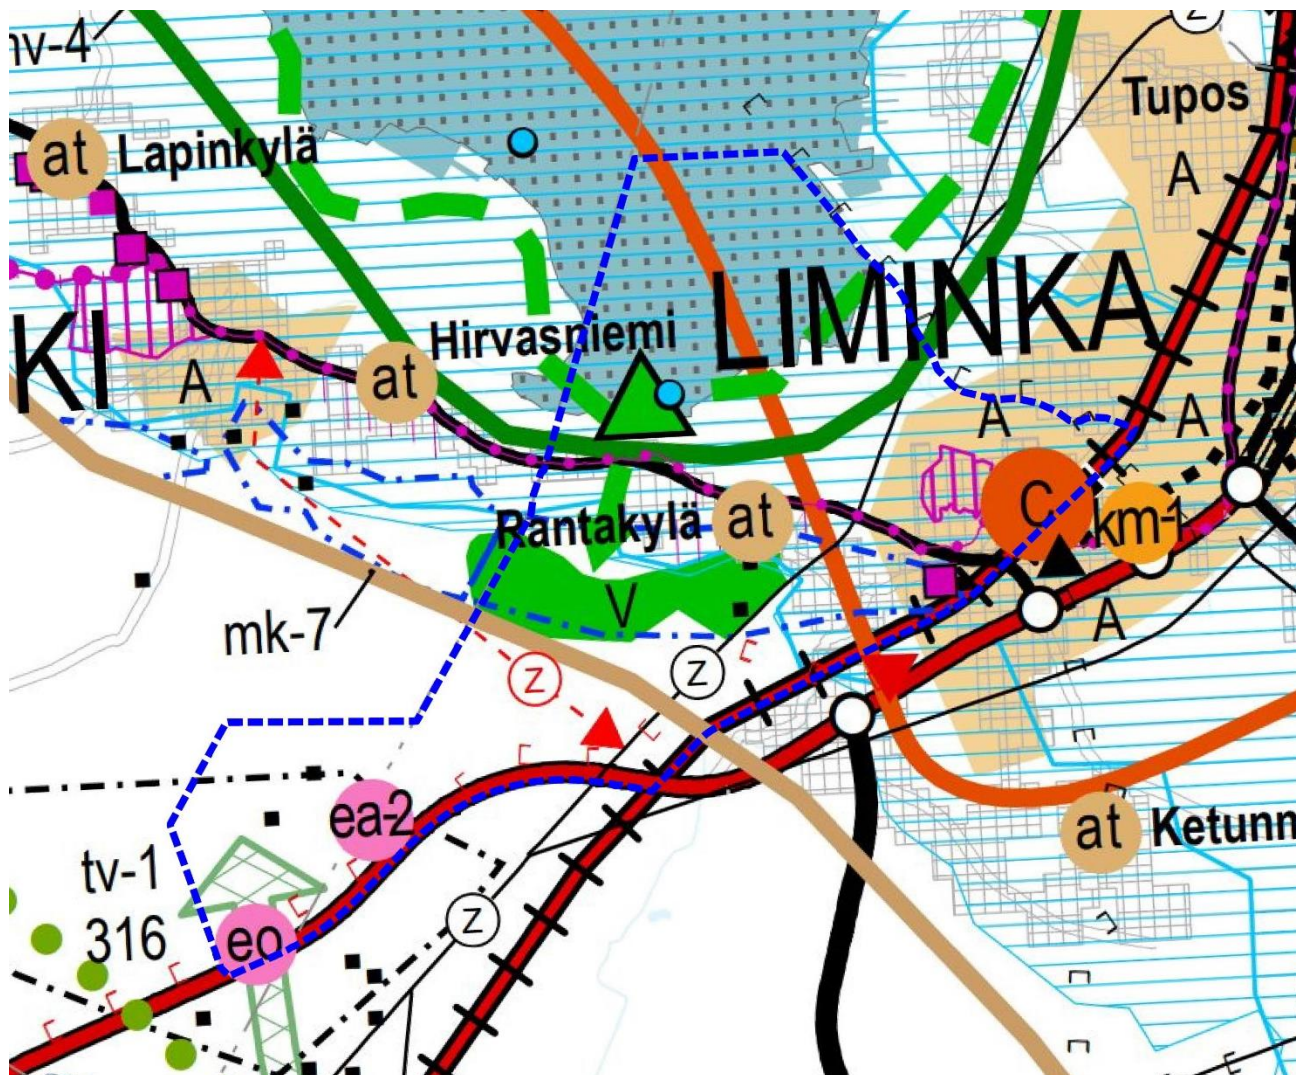 nv-4
z
Tupos
at
Lapinkylä
A
LIMINKA
Hirvasniemi
KI
A
at
A
A
C
km-1
Rantakylä
at
V
A
mk-7
z
z
ea-2
at
Ketunm
tv-1
316
eo
z